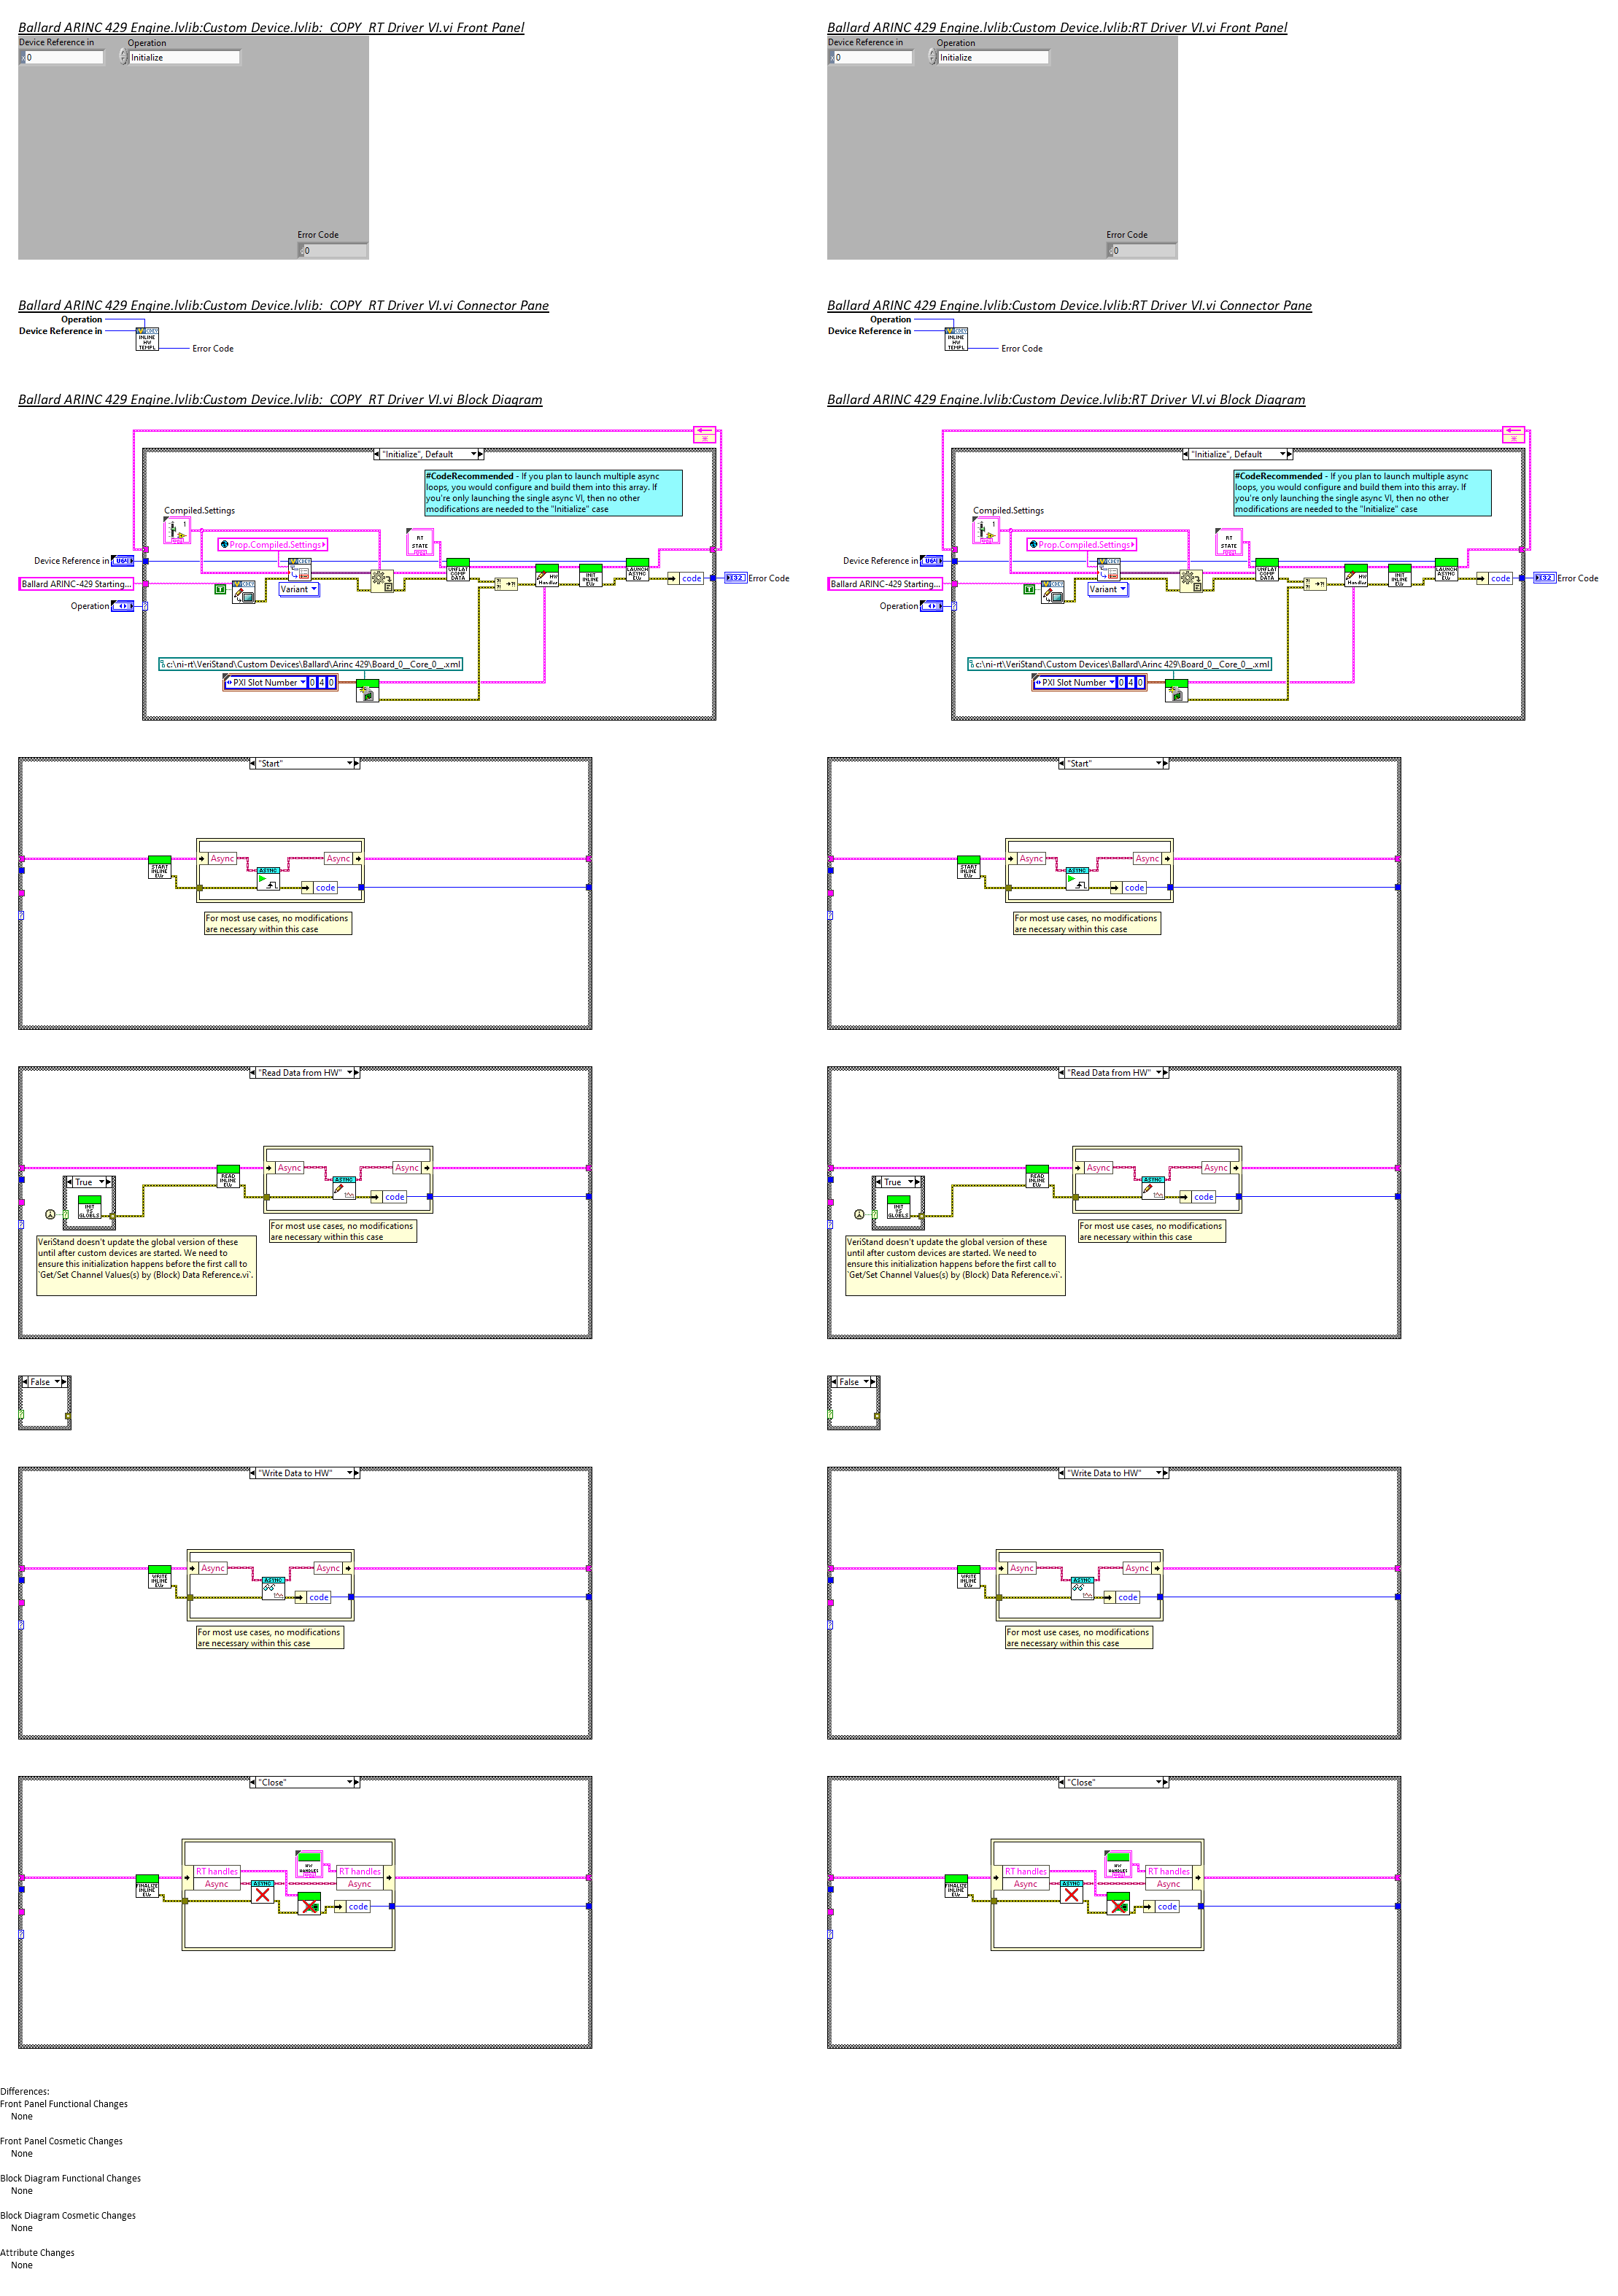 Ballard ARINC 429 Engine.lvlib:Custom Device.lvlib:_COPY_RT Driver VI.vi Front Panel
Device Reference in
Operation
0
Initialize
Error Code
0
Ballard ARINC 429 Engine.lvlib:Custom Device.lvlib:RT Driver VI.vi Front Panel
Device Reference in
Operation
0
Initialize
Error Code
0
Ballard ARINC 429 Engine.lvlib:Custom Device.lvlib:_COPY_RT Driver VI.vi Connector Pane
Operation
Device Reference in
INLINE
HW
TEMPL
Error Code
Ballard ARINC 429 Engine.lvlib:Custom Device.lvlib:RT Driver VI.vi Connector Pane
Operation
Device Reference in
INLINE
HW
TEMPL
Error Code
Ballard ARINC 429 Engine.lvlib:Custom Device.lvlib:_COPY_RT Driver VI.vi Block Diagram
"Initialize", Default
#CodeRecommended - If you plan to launch multiple async
loops, you would configure and build them into this array. If
you're only launching the single async VI, then no other
modifications are needed to the "Initialize" case
Compiled.Settings
Prop.Compiled.Settings
RT
STATE
Device Reference in
UNFLAT
COMP
DATA
HW
Handler
INIT
INLINE
LAUNCH
ASYNC
code
I32
Error Code
Ballard ARINC-429 Starting...
T
Variant
Operation
c:\ni-rt\VeriStand\Custom Devices\Ballard\Arinc 429\Board_0__Core_0__.xml
PXI Slot Number
0
4
0
Ballard ARINC 429 Engine.lvlib:Custom Device.lvlib:RT Driver VI.vi Block Diagram
"Initialize", Default
#CodeRecommended - If you plan to launch multiple async
loops, you would configure and build them into this array. If
you're only launching the single async VI, then no other
modifications are needed to the "Initialize" case
Compiled.Settings
Prop.Compiled.Settings
RT
STATE
Device Reference in
UNFLAT
COMP
DATA
HW
Handler
INIT
INLINE
LAUNCH
ASYNC
code
I32
Error Code
Ballard ARINC-429 Starting...
T
Variant
Operation
c:\ni-rt\VeriStand\Custom Devices\Ballard\Arinc 429\Board_0__Core_0__.xml
PXI Slot Number
0
4
0
"Start"
START
INLINE
Async
ASYNC
Async
code
For most use cases, no modifications
are necessary within this case
"Start"
START
INLINE
Async
ASYNC
Async
code
For most use cases, no modifications
are necessary within this case
"Read Data from HW"
READ
INLINE
Async
ASYNC
Async
code
True
INIT
VS
GLOBLS
For most use cases, no modifications
are necessary within this case
VeriStand doesn't update the global version of these
until after custom devices are started. We need to
ensure this initialization happens before the first call to
`Get/Set Channel Values(s) by (Block) Data Reference.vi`.
"Read Data from HW"
READ
INLINE
Async
ASYNC
Async
code
True
INIT
VS
GLOBLS
For most use cases, no modifications
are necessary within this case
VeriStand doesn't update the global version of these
until after custom devices are started. We need to
ensure this initialization happens before the first call to
`Get/Set Channel Values(s) by (Block) Data Reference.vi`.
False
False
"Write Data to HW"
WRITE
INLINE
Async
ASYNC
Async
code
For most use cases, no modifications
are necessary within this case
"Write Data to HW"
WRITE
INLINE
Async
ASYNC
Async
code
For most use cases, no modifications
are necessary within this case
"Close"
FINALIZE
INLINE
RT handles
Async
HW
HANDLES
ASYNC
RT handles
Async
code
"Close"
FINALIZE
INLINE
RT handles
Async
HW
HANDLES
ASYNC
RT handles
Async
code
Differences:
Front Panel Functional Changes
None
Front Panel Cosmetic Changes
None
Block Diagram Functional Changes
None
Block Diagram Cosmetic Changes
None
Attribute Changes
None